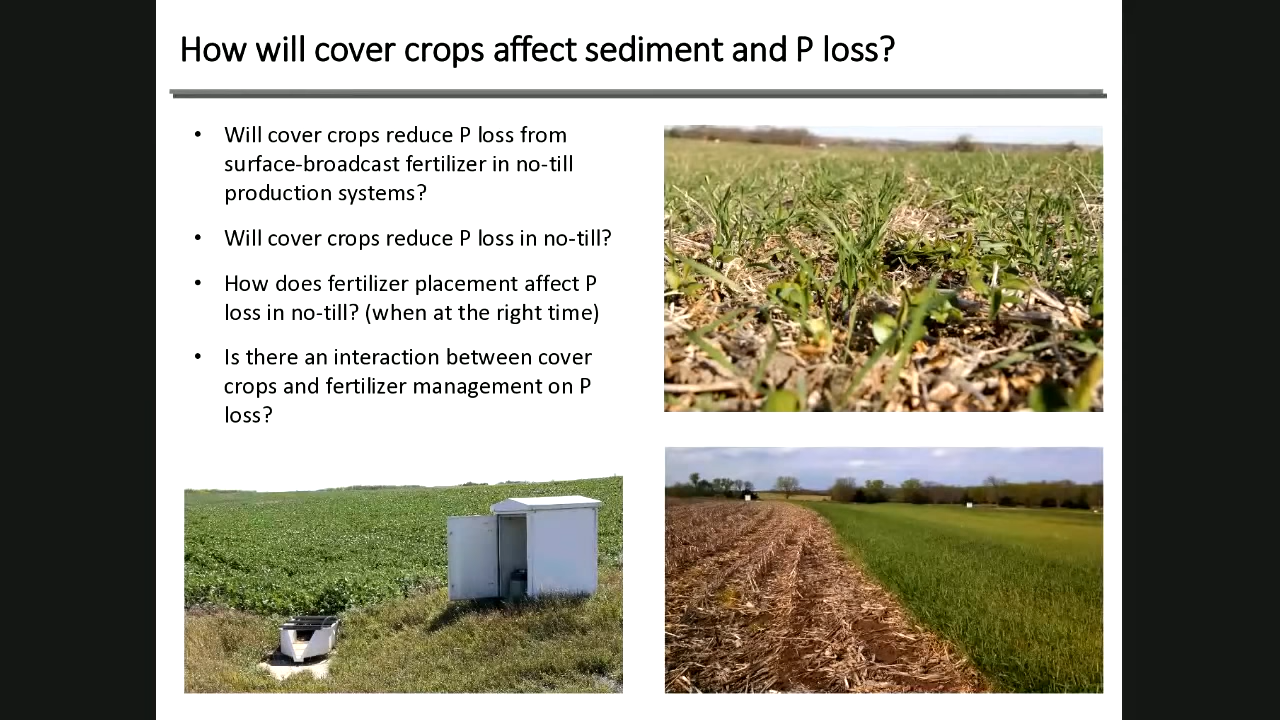 How will cover crops affect sediment and P loss?
• Will cover crops reduce P loss from
surface-broadcast fertilizer in no-till
production systems?
• Will cover crops reduce P loss in no-till?
• How does fertilizer placement affect P
loss in no-till? (when at the right time)
• Is there an interaction between cover
crops and fertilizer management on P
loss?